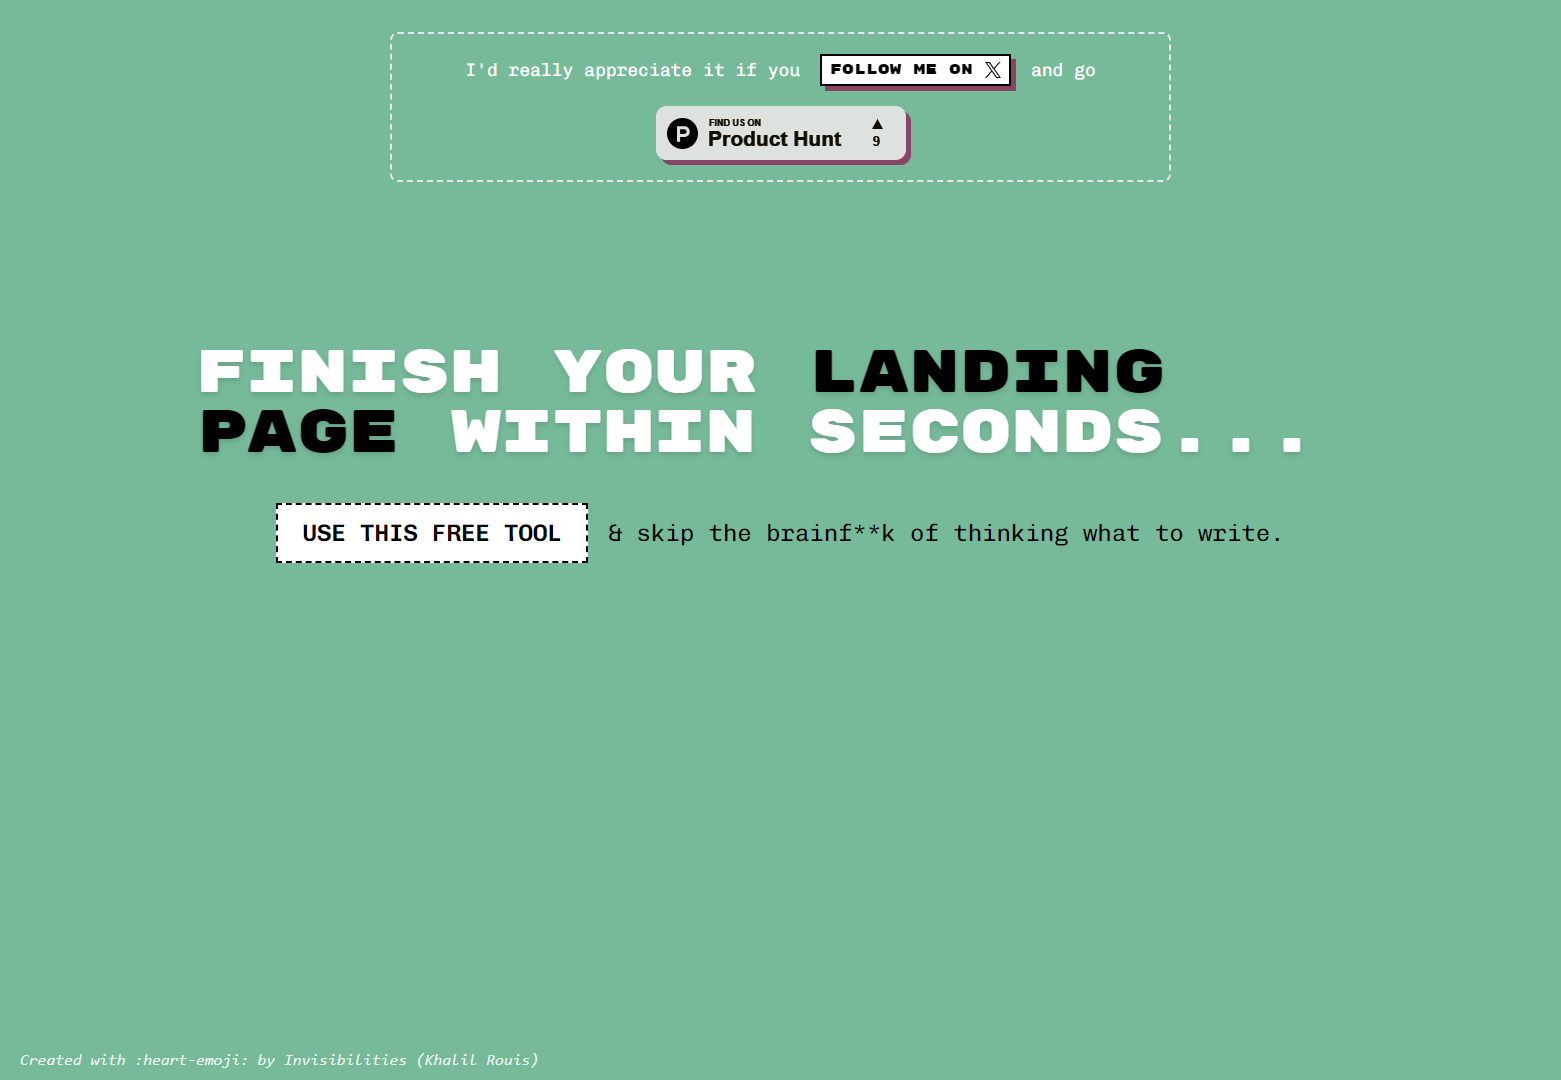 I'd really appreciate it if you FOLLOW ME ON 𝕏 and go
FIND US ON
Product Hunt ▲ 9
FINISH YOUR LANDING
PAGE WITHIN SECONDS...
USE THIS FREE TOOL & skip the brainf**k of thinking what to write.
Created with :heart-emoji: by Invisibilities (Khalil Rouis)